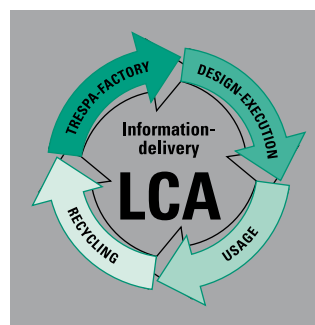 TRESPA-FACTORY
DESIGN-EXECUTION
Information-
delivery
LCA
RECYCLING
USAGE